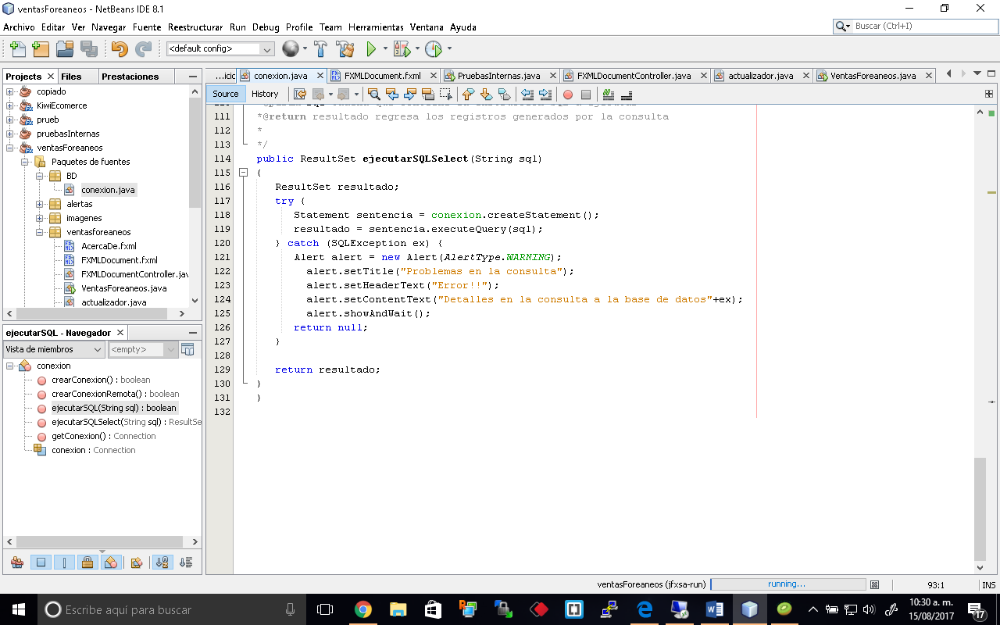 ventasForeaneos - NetBeans IDE 8.1
Archivo Editar Ver Navegar Fuente Reestructurar Run Debug Profile Team Herramientas Ventana Ayuda
Buscar (Ctrl+I)
<default config>
Projects Files Prestaciones
...icic conexion.java FXMLDocument.fxml PruebasInternas.java FXMLDocumentController.java actualizador.java VentasForeaneos.java
Source History
copiado
KiwiEcomerce
prueb
pruebasInternas
ventasForeaneos
Paquetes de fuentes
BD
conexion.java
alertas
imagenes
ventasforeaneos
AcercaDe.fxml
FXMLDocument.fxml
FXMLDocumentController.jav
VentasForeaneos.java
actualizador.java
ejecutarSQL - Navegador
Vista de miembros <empty>
conexion
crearConexion() : boolean
crearConexionRemota() : boolean
ejecutarSQL(String sql) : boolean
ejecutarSQLSelect(String sql) : ResultSe
getConexion() : Connection
conexion : Connection
111 *@return resultado regresa los registros generados por la consulta
112 *
113 */
114 public ResultSet ejecutarSQLSelect(String sql)
115 {
116 ResultSet resultado;
117 try {
118 Statement sentencia = conexion.createStatement();
119 resultado = sentencia.executeQuery(sql);
120 } catch (SQLException ex) {
121 Alert alert = new Alert(AlertType.WARNING);
122 alert.setTitle("Problemas en la consulta");
123 alert.setHeaderText("Error!!");
124 alert.setContentText("Detalles en la consulta a la base de datos"+ex);
125 alert.showAndWait();
126 return null;
127 }
128
129 return resultado;
130 }
131 }
132
ventasForeaneos (jfxsa-run) running... 93:1 INS
Escribe aquí para buscar
10:30 a. m.
15/08/2017
17